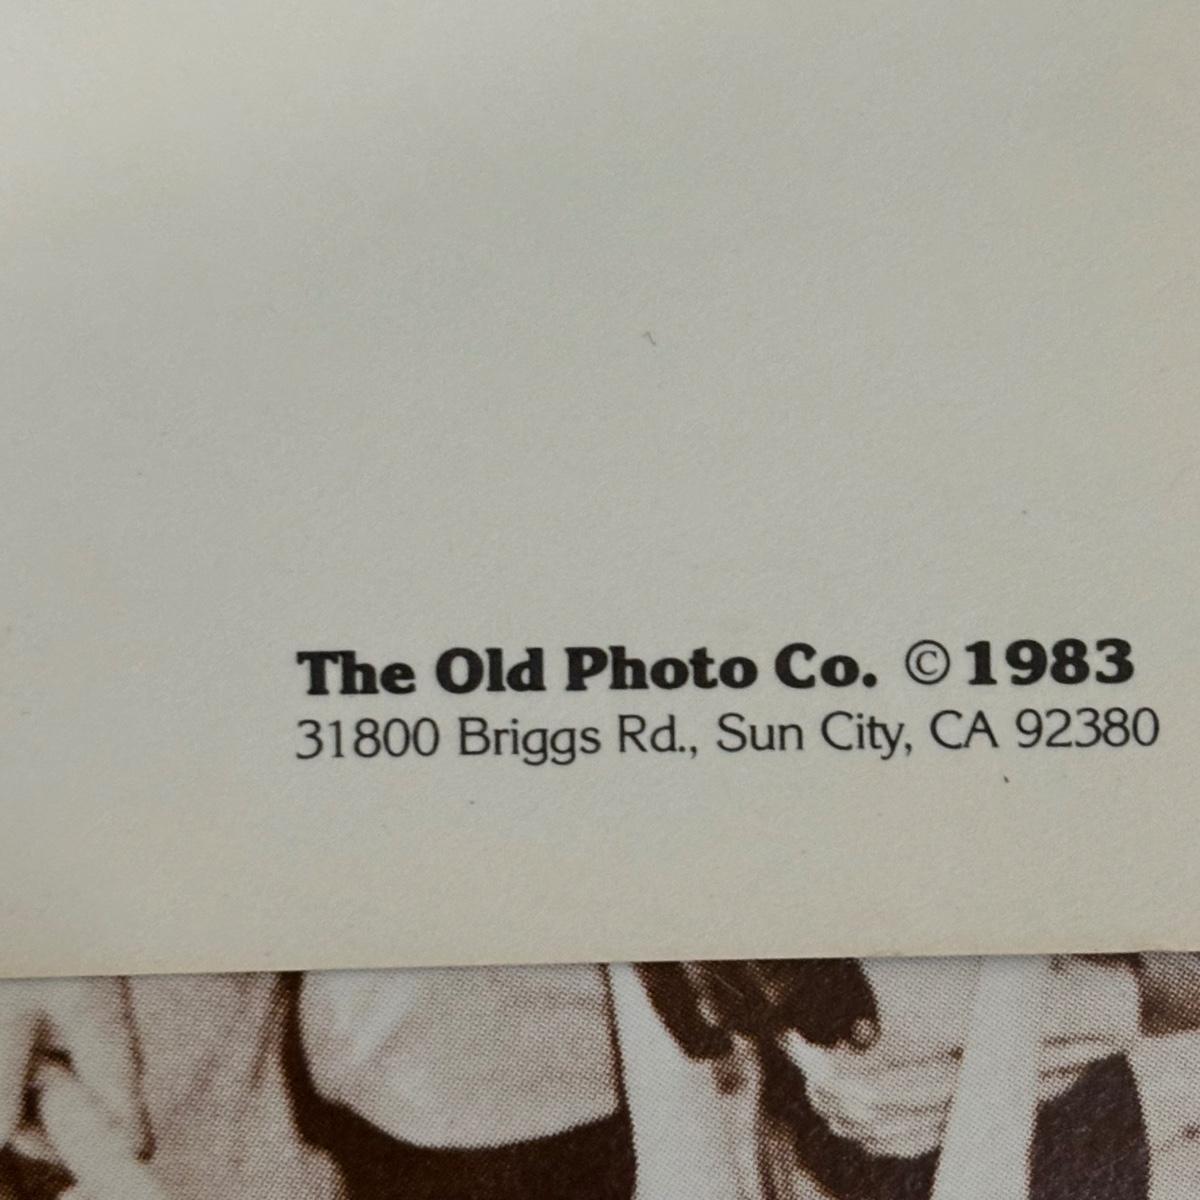 The Old Photo Co. © 1983
31800 Briggs Rd., Sun City, CA 92380